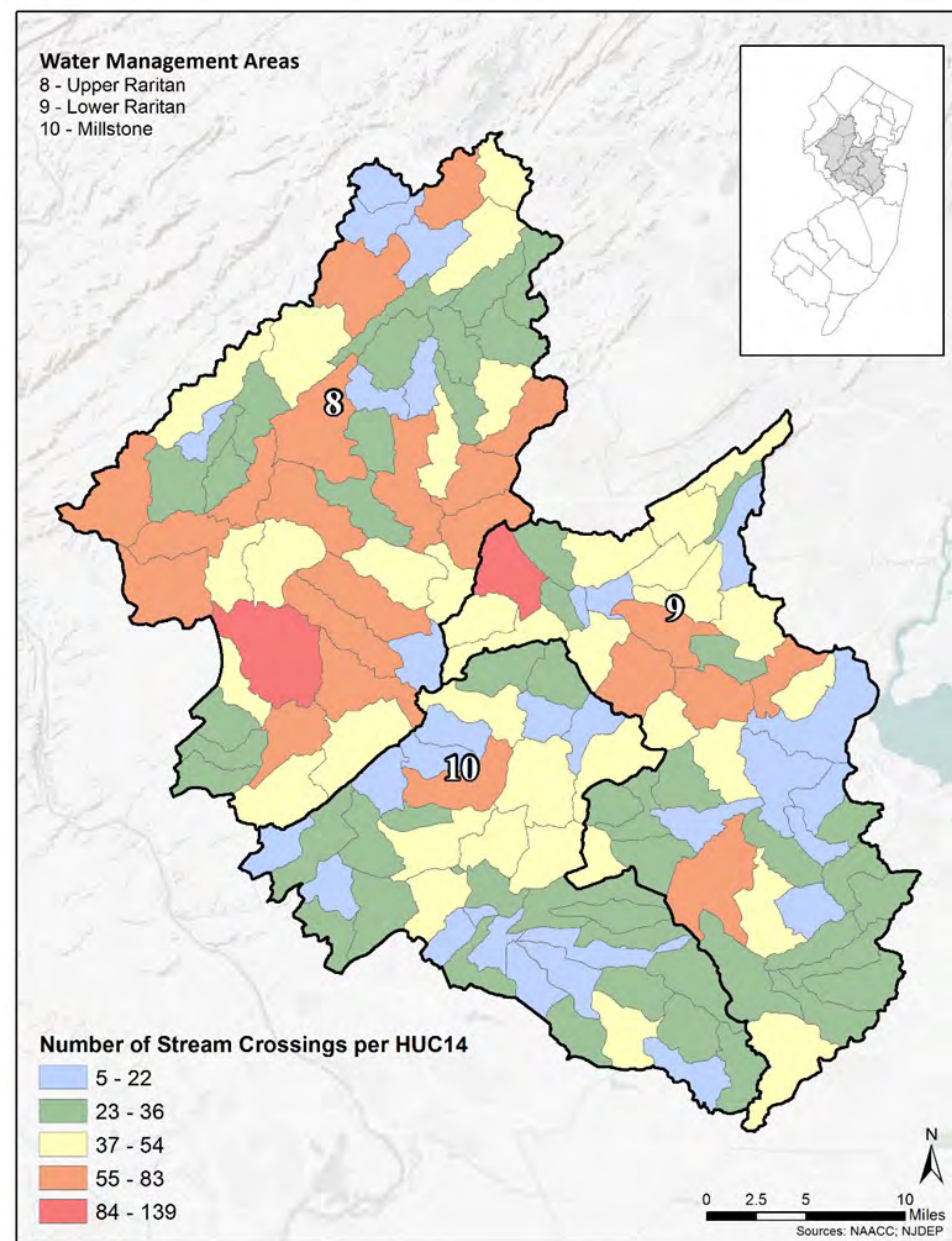 Water Management Areas
8 - Upper Raritan
9 - Lower Raritan
10 - Millstone
8
9
10
Number of Stream Crossings per HUC14
5 - 22
23 - 36
37 - 54
55 - 83
84 - 139
N
0 2.5 5 10
Miles
Sources: NAACC; NJDEP